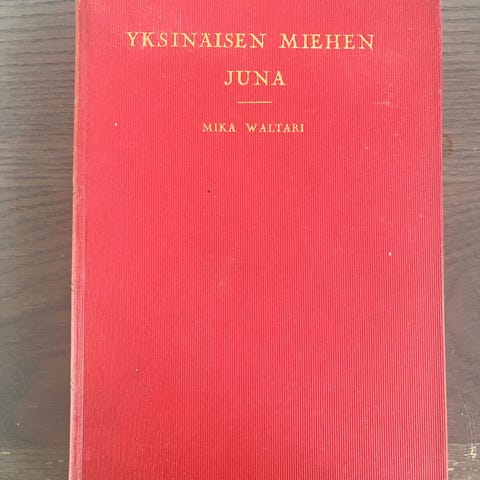 YKSINÄISEN MIEHEN
JUNA
MIKA WALTARI